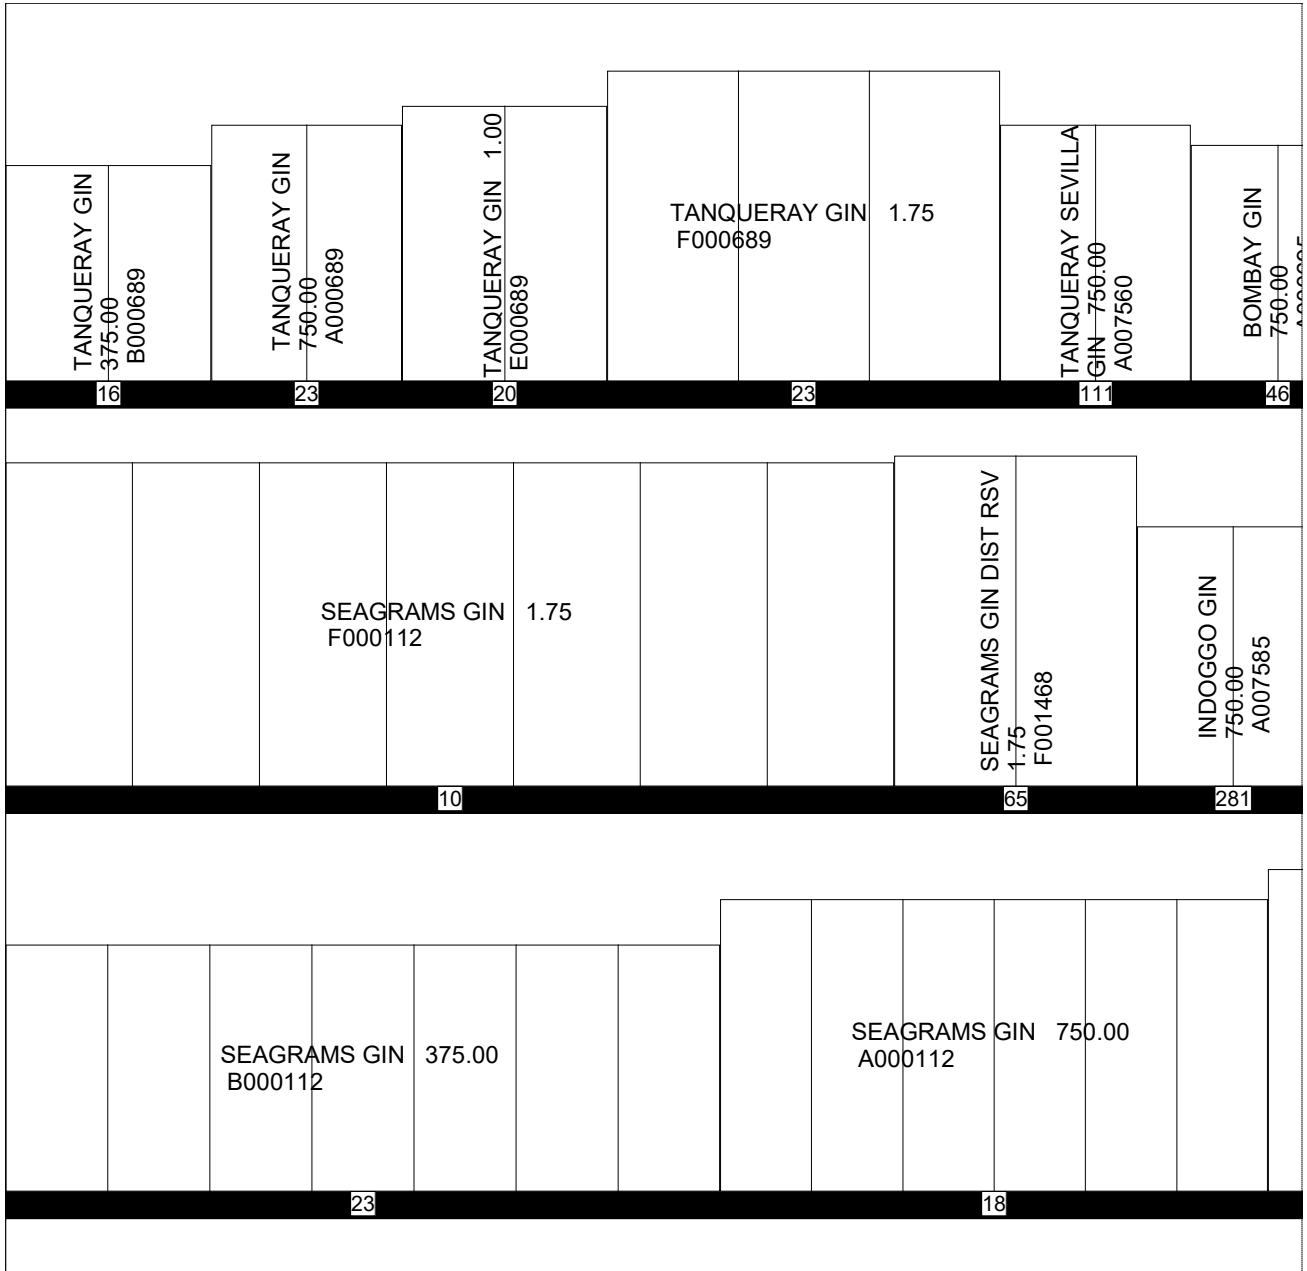 TANQUERAY GIN
375.00
B000689
TANQUERAY GIN
750.00
A000689
TANQUERAY GIN 1.00
E000689
TANQUERAY GIN 1.75
F000689
TANQUERAY SEVILLA
GIN 750.00
A007560
BOMBAY GIN
750.00
16
23
20
23
111
46
SEAGRAMS GIN 1.75
F000112
SEAGRAMS GIN DIST RSV
1.75
F001468
INDOGGO GIN
750.00
A007585
10
65
281
SEAGRAMS GIN 375.00
B000112
SEAGRAMS GIN 750.00
A000112
23
18